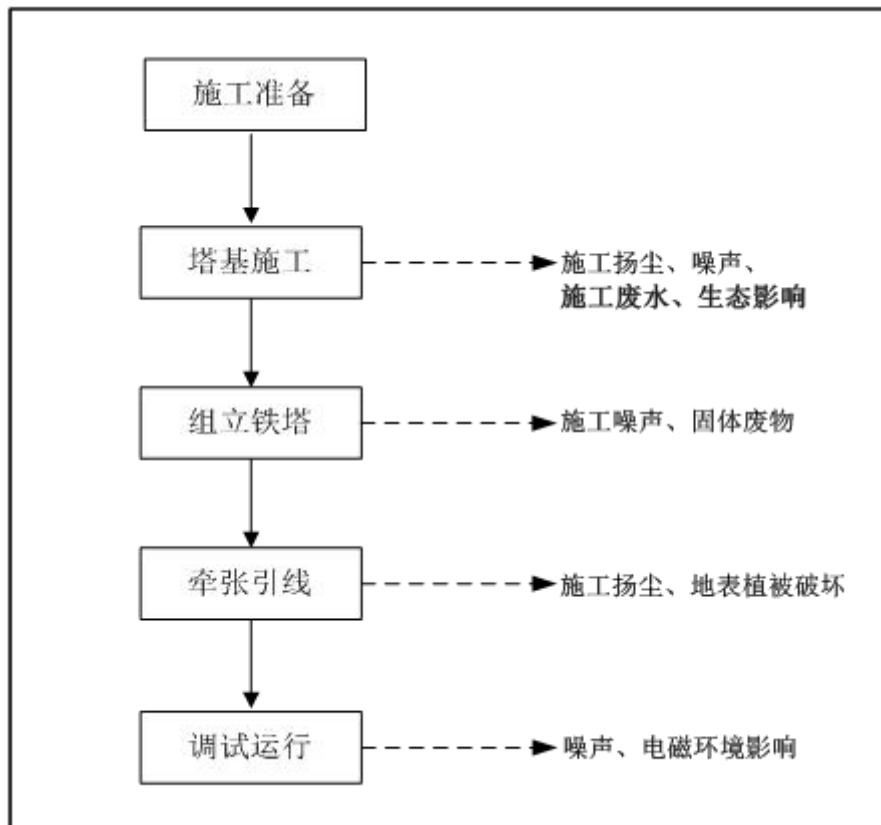 施工准备
塔基施工
施工扬尘、噪声、
施工废水、生态影响
组立铁塔
施工噪声、固体废物
牵张引线
施工扬尘、地表植被破坏
调试运行
噪声、电磁环境影响